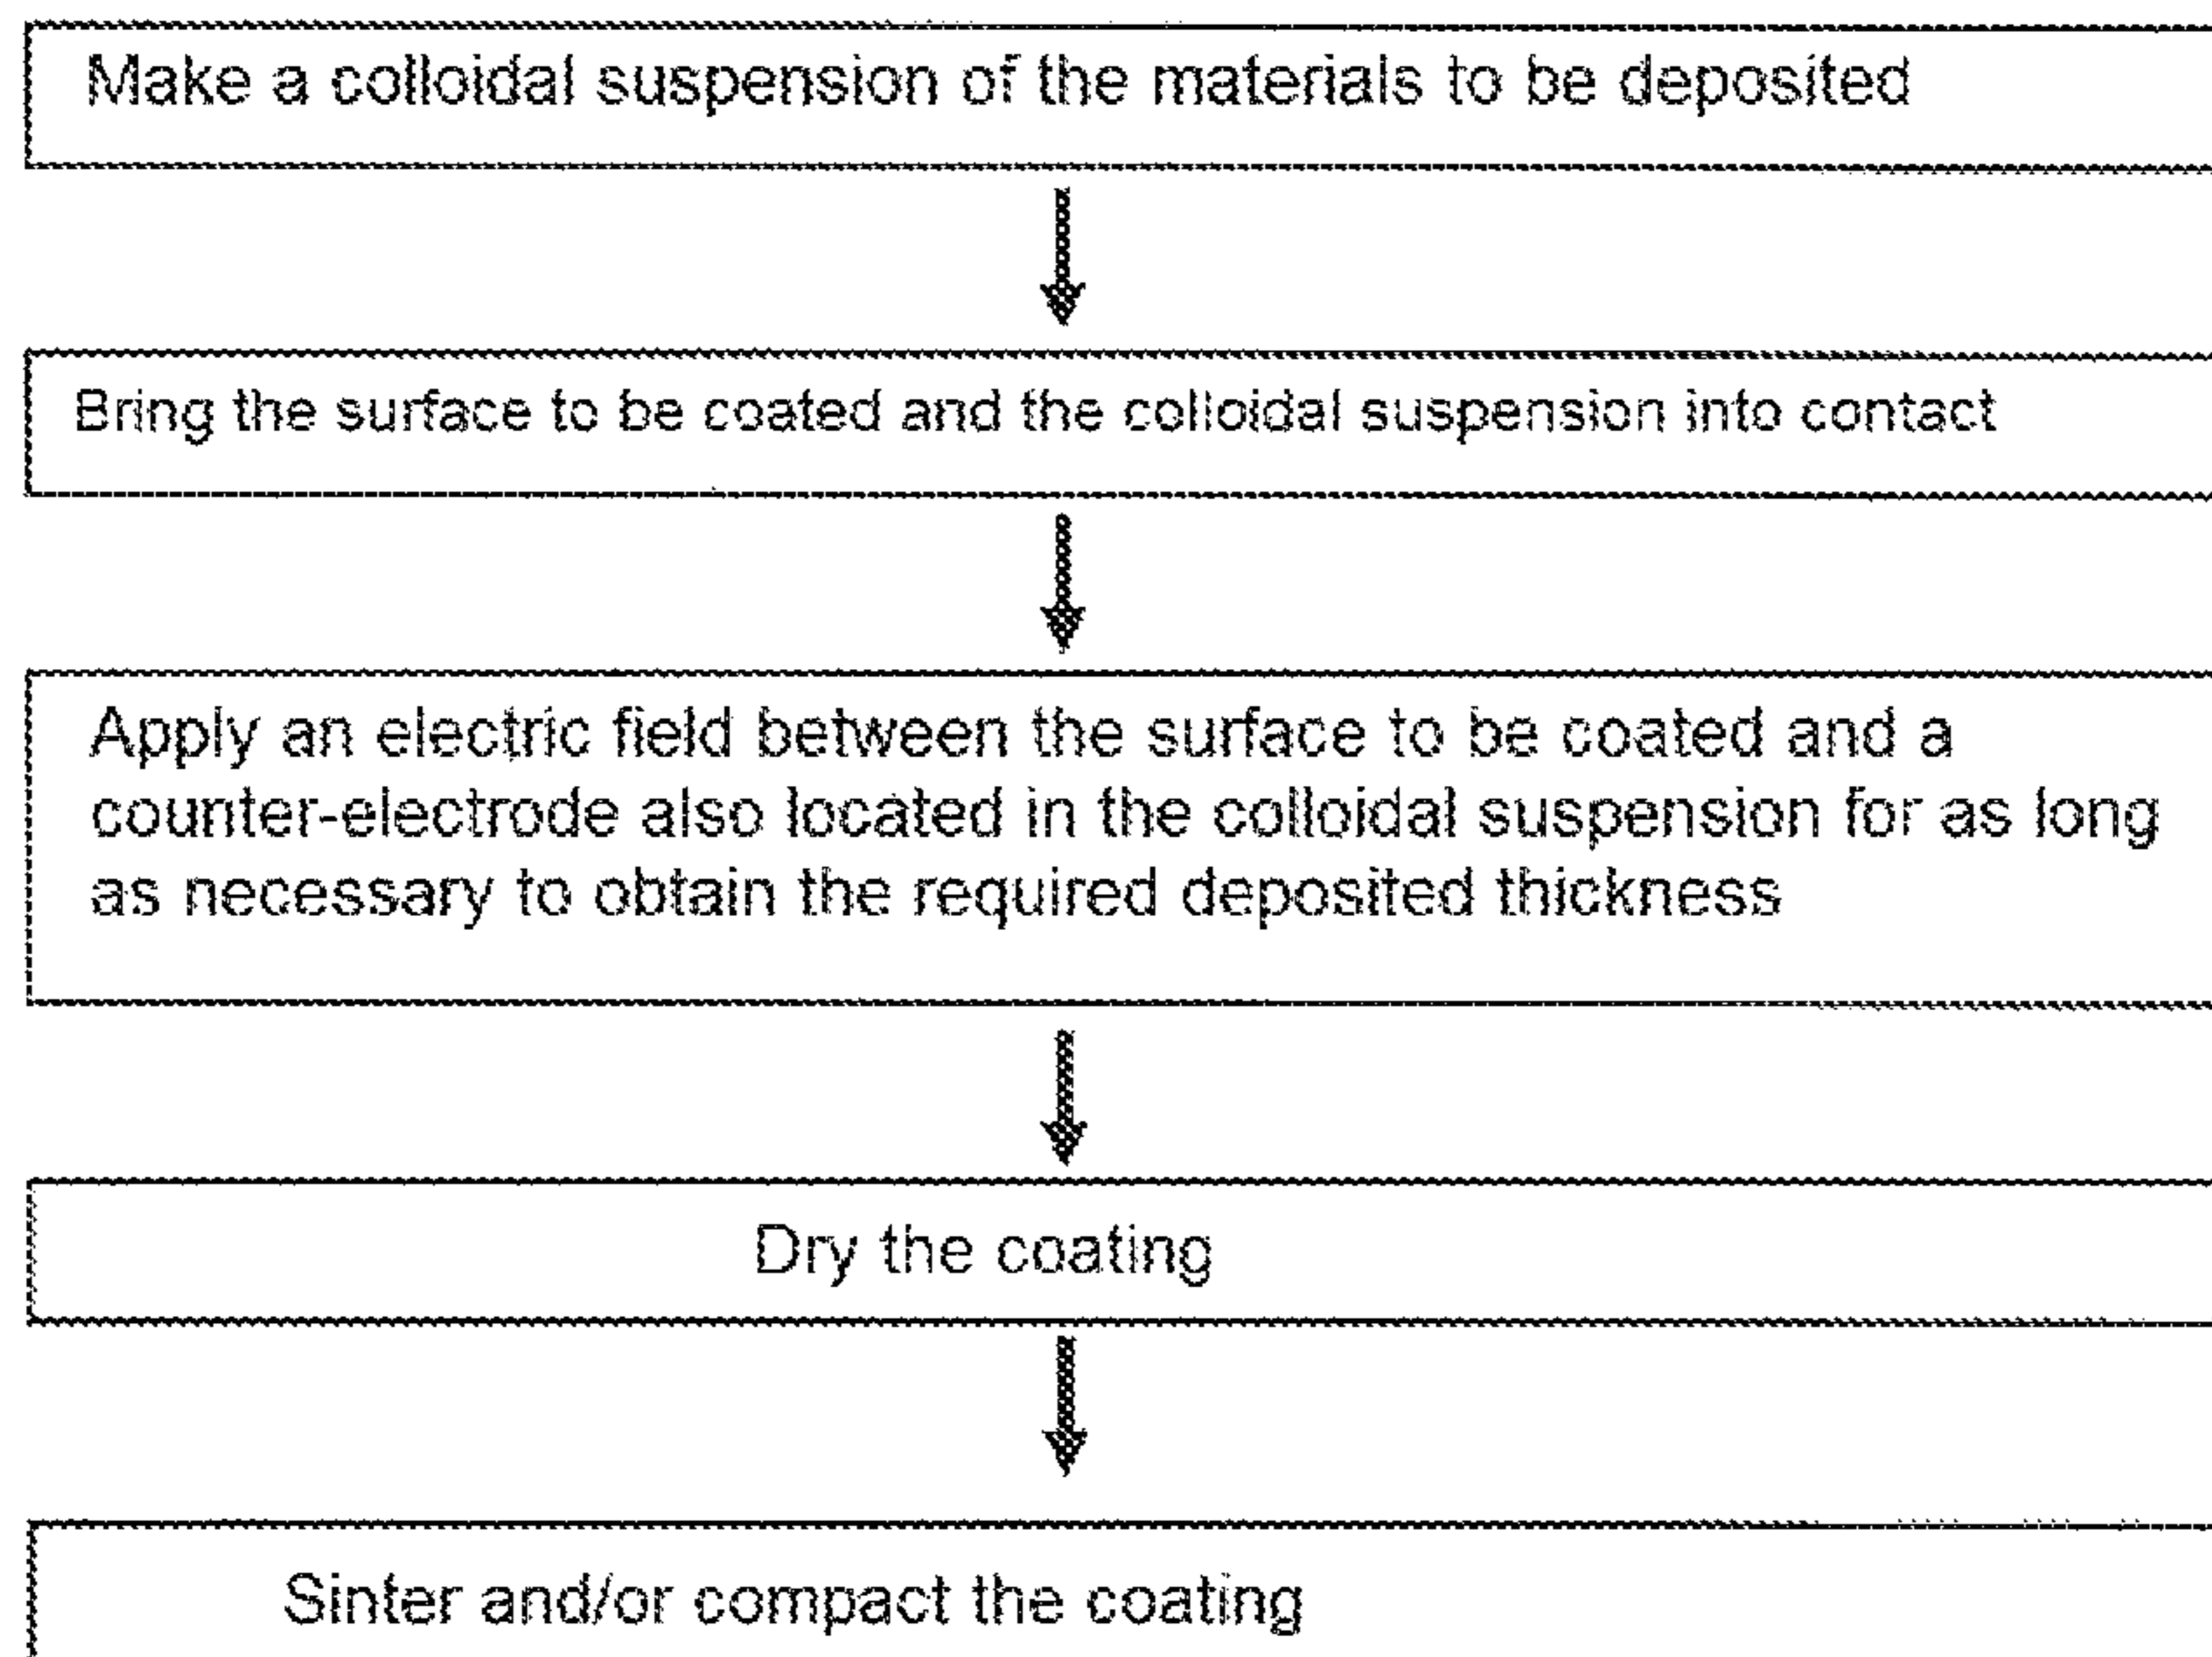 Make a colloidal suspension of the materials to be deposited
Bring the surface to be coated and the colloidal suspension into contact
Apply an electric field between the surface to be coated and a
counter-electrode also located in the colloidal suspension for as long
as necessary to obtain the required deposited thickness
Dry the coating
Sinter and/or compact the coating